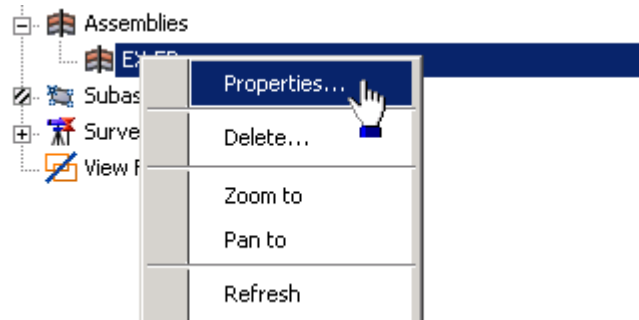 Assemblies
Properties...
Subas
Surve
Delete...
View
Zoom to
Pan to
Refresh